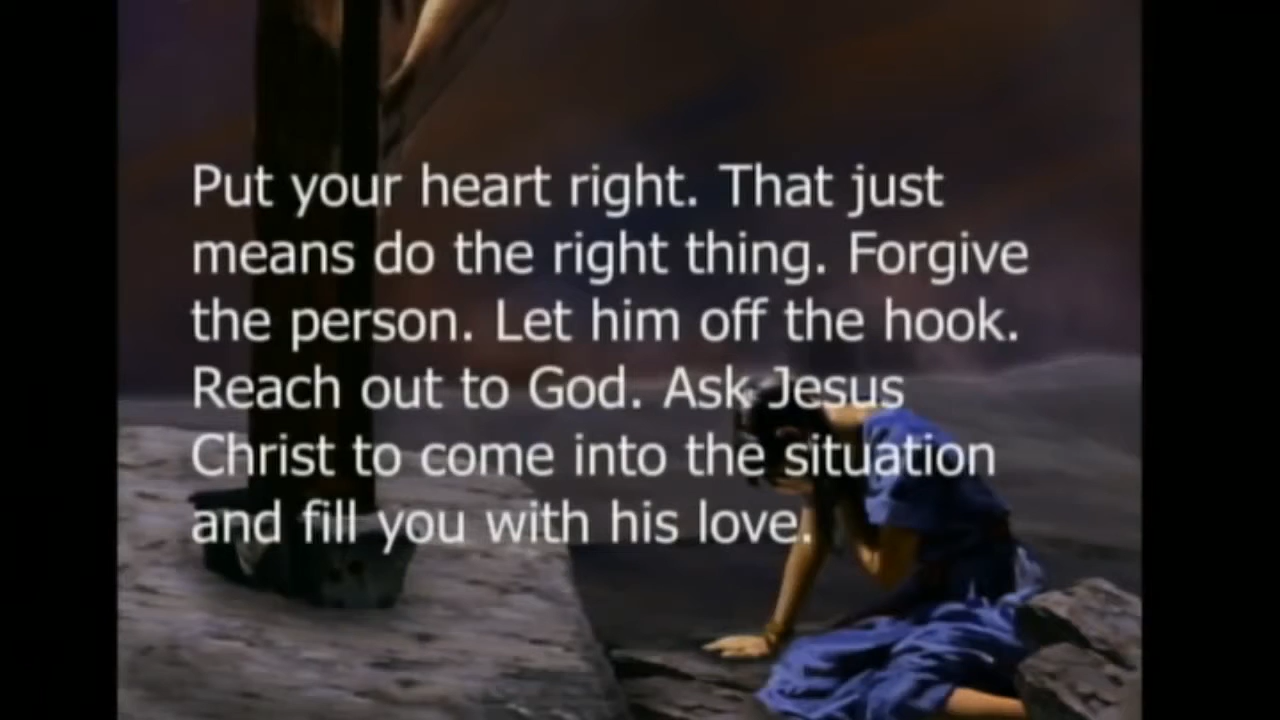 Put your heart right. That just
means do the right thing. Forgive
the person. Let him off the hook.
Reach out to God. Ask Jesus
Christ to come into the situation
and fill you with his love.